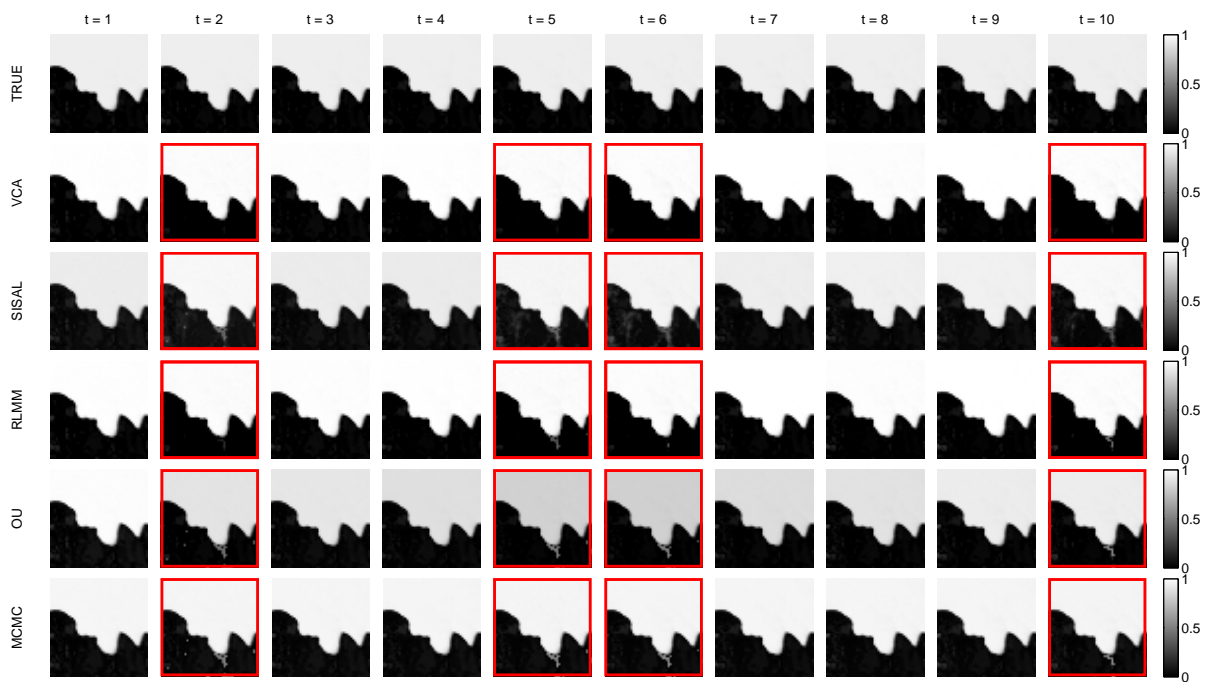 t = 1 t = 2 t = 3 t = 4 t = 5 t = 6 t = 7 t = 8 t = 9 t = 10
TRUE
1
0.5
0
VCA
1
0.5
0
SISAL
1
0.5
0
RLMM
1
0.5
0
OU
1
0.5
0
MCMC
1
0.5
0